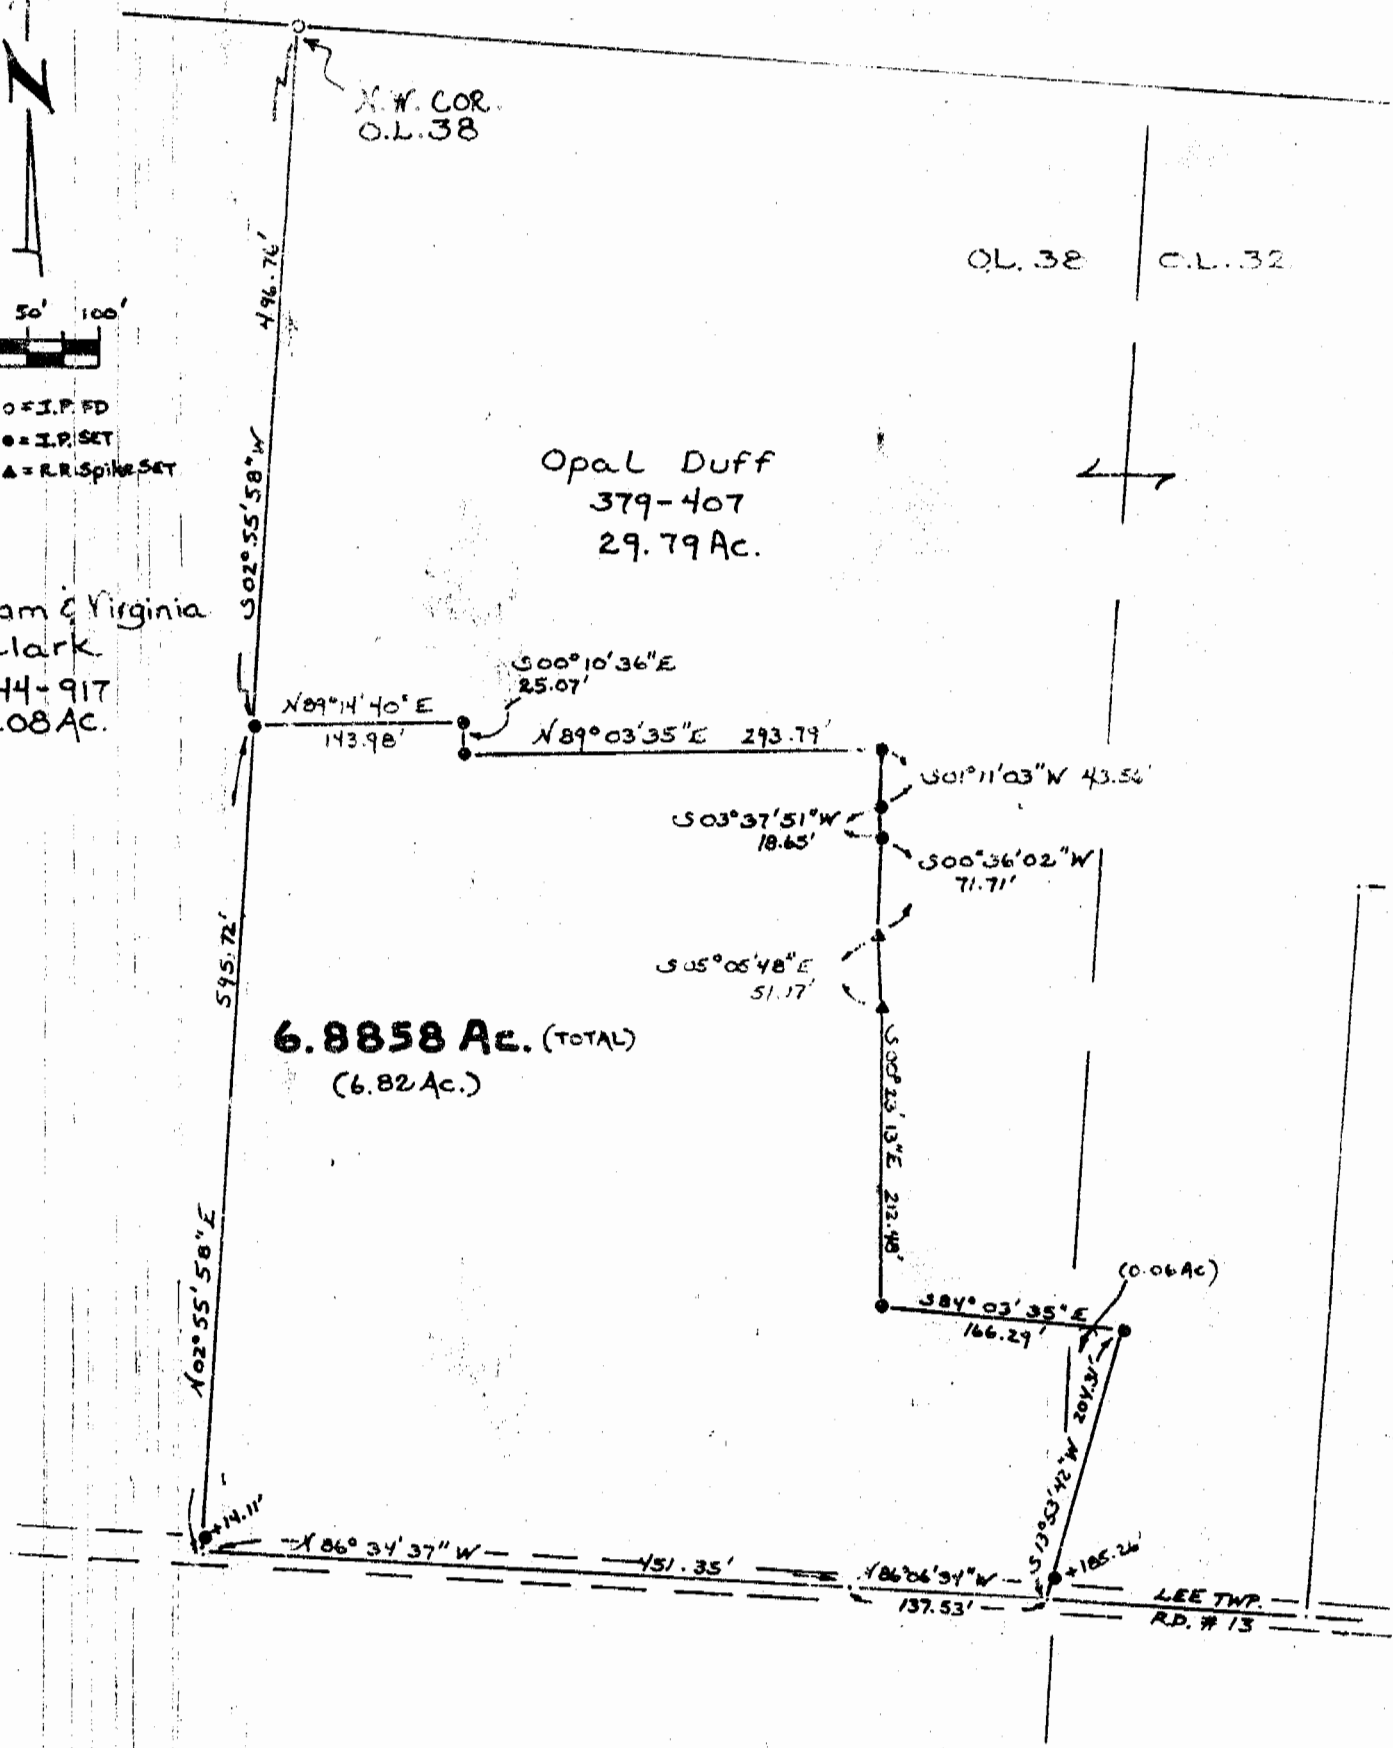 N
N.W. COR.
O.L. 38
496.76'
O.L. 38
O.L. 32
50' 100'
o = I.P. FD
● = I.P. SET
▲ = R.R. Spike SET
S02°55'58"W
Opal Duff
379-407
29.79 Ac.
am & Virginia
Clark
44-917
.08 AC.
S00°10'36"E
25.07'
N89°14'40"E
143.98'
N89°03'35"E 293.79'
S01°11'03"W 43.56'
S03°37'51"W
18.65'
S00°36'02"W
71.71'
S05°05'48"E
51.17'
595.72'
6.8858 Ac. (TOTAL)
(6.82 Ac.)
S00°23'13"E 212.48'
N02°55'58"E
(0.06 Ac)
S84°03'35"E
166.29'
S13°53'42"W 204.31'
+14.11'
N86°34'37"W 451.35'
N86°06'34"W
137.53'
+185.26'
LEE TWP.
RD. # 13